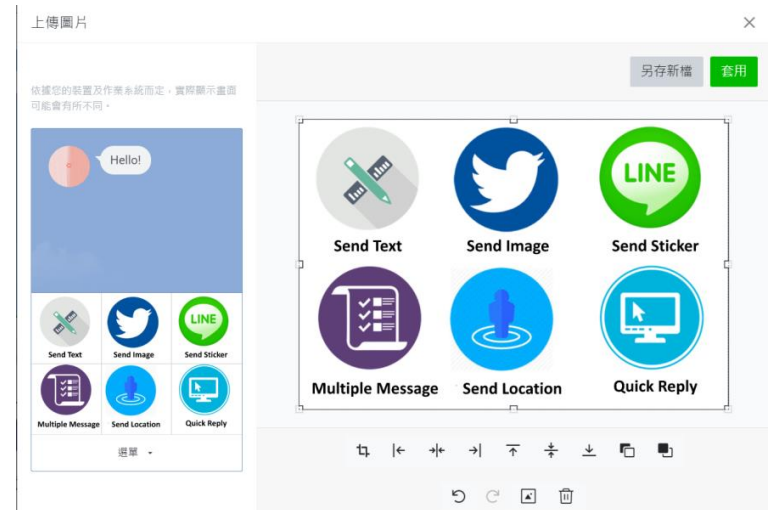 上傳圖片
依據您的裝置及作業系統而定，實際顯示畫面
可能會有所不同。
Hello!
LINE
Send Text
Send Image
Send Sticker
Multiple Message
Send Location
Quick Reply
選單
另存新檔
套用
LINE
Send Text
Send Image
Send Sticker
Multiple Message
Send Location
Quick Reply